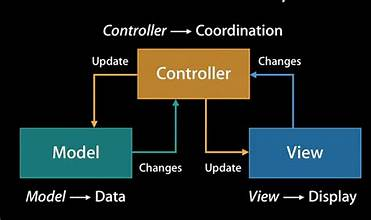 Controller → Coordination
Update
Changes
Controller
Model
View
Changes
Update
Model → Data
View → Display